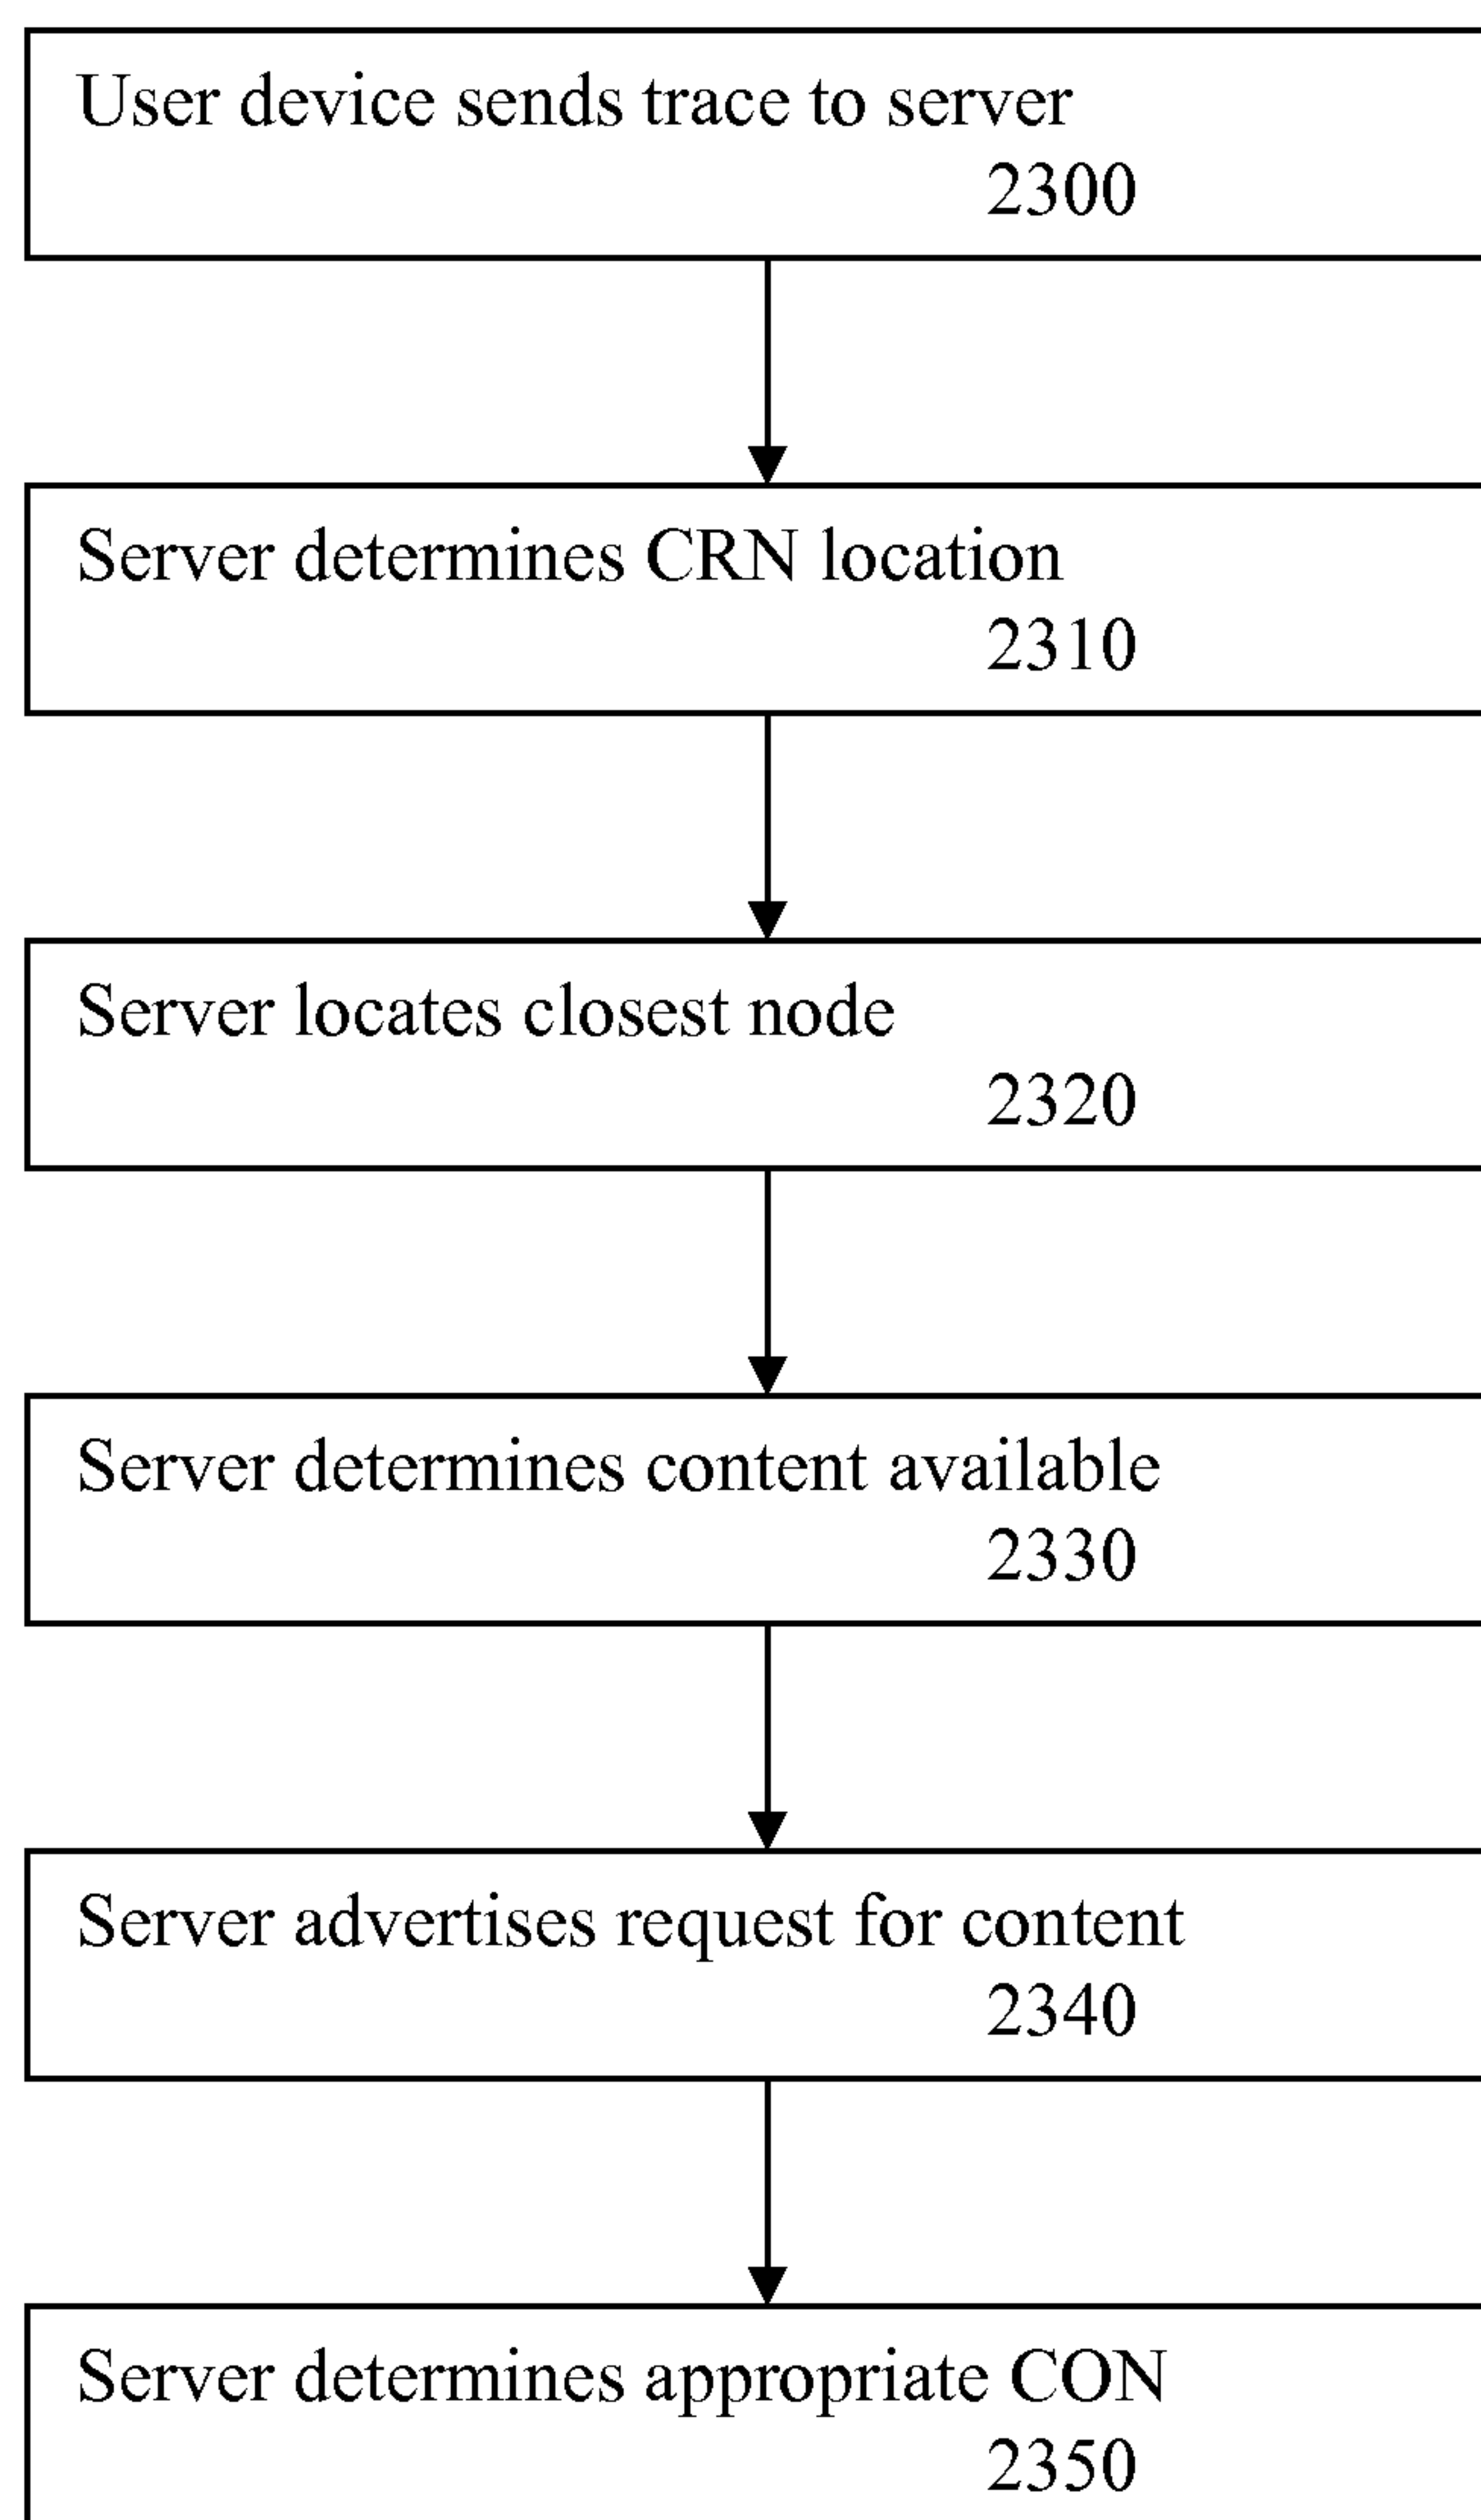 User device sends trace to server
2300
Server determines CRN location
2310
Server locates closest node
2320
Server determines content available
2330
Server advertises request for content
2340
Server determines appropriate CON
2350